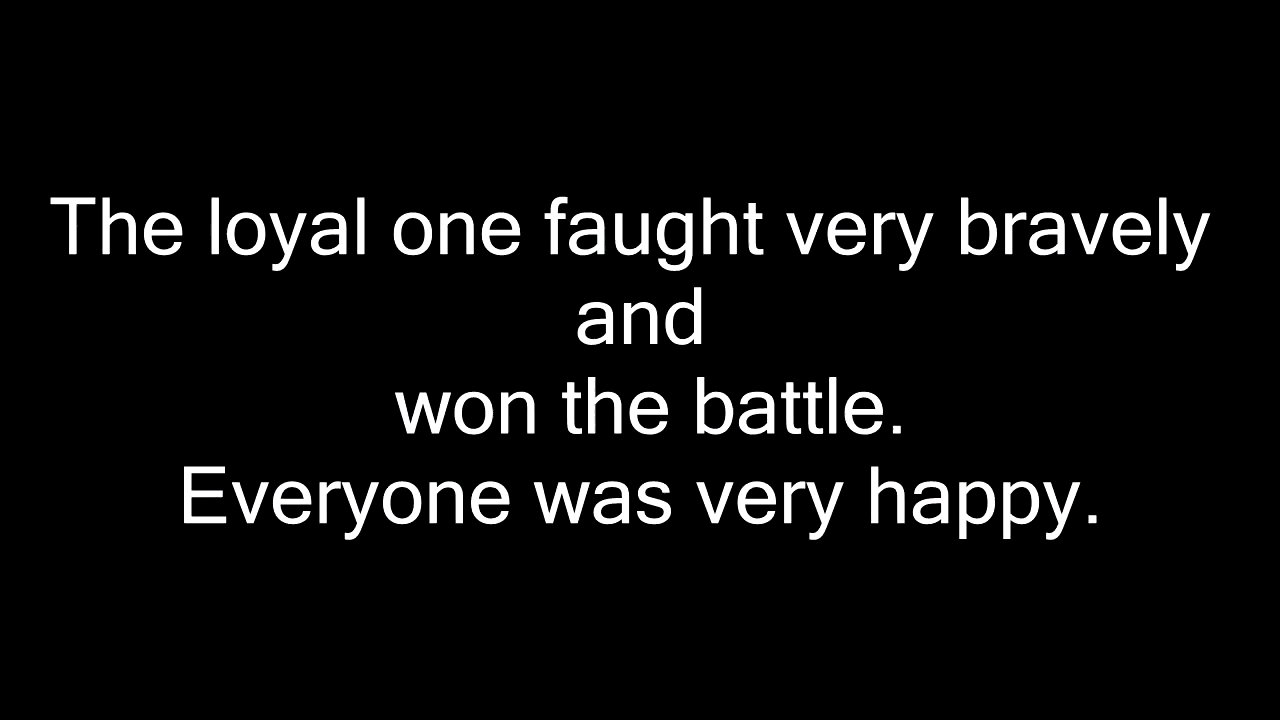 The loyal one faught very bravely
and
won the battle.
Everyone was very happy.